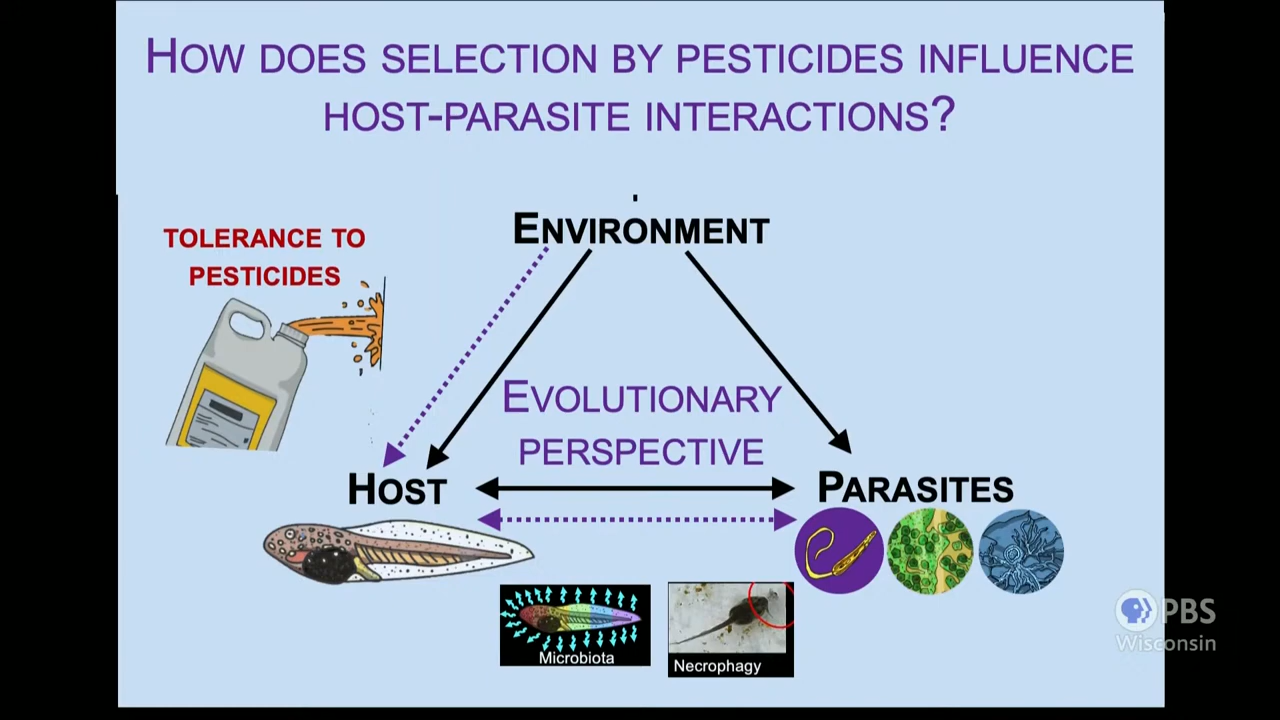 HOW DOES SELECTION BY PESTICIDES INFLUENCE
HOST-PARASITE INTERACTIONS?
TOLERANCE TO
PESTICIDES
ENVIRONMENT
EVOLUTIONARY
PERSPECTIVE
HOST
PARASITES
Microbiota
Necrophagy
PBS
Wisconsin